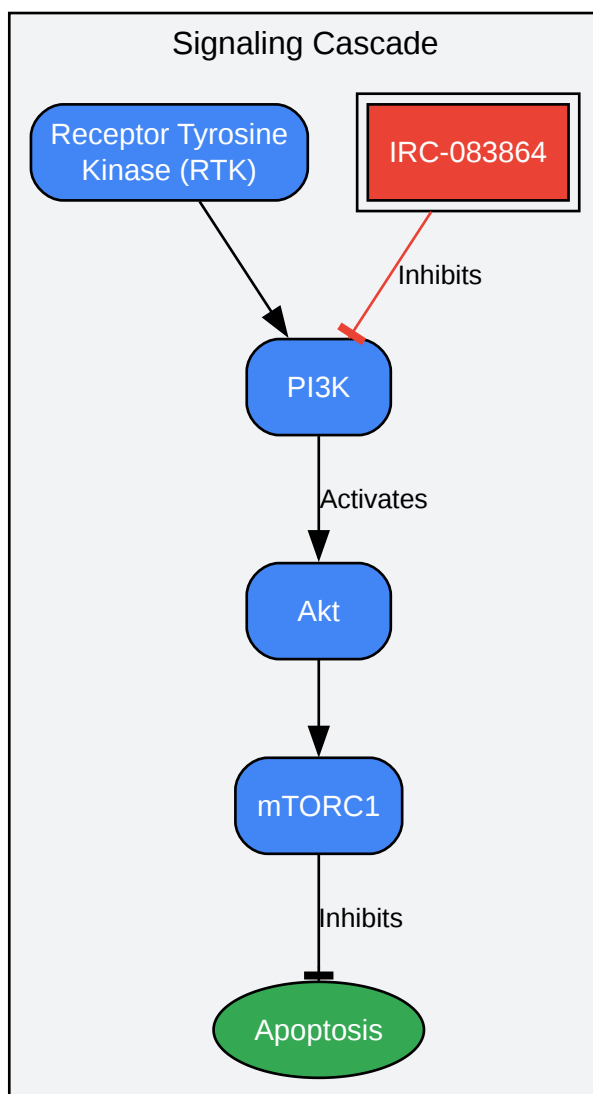 Signaling Cascade
Receptor Tyrosine
Kinase (RTK)
IRC-083864
Inhibits
PI3K
Activates
Akt
mTORC1
Inhibits
Apoptosis